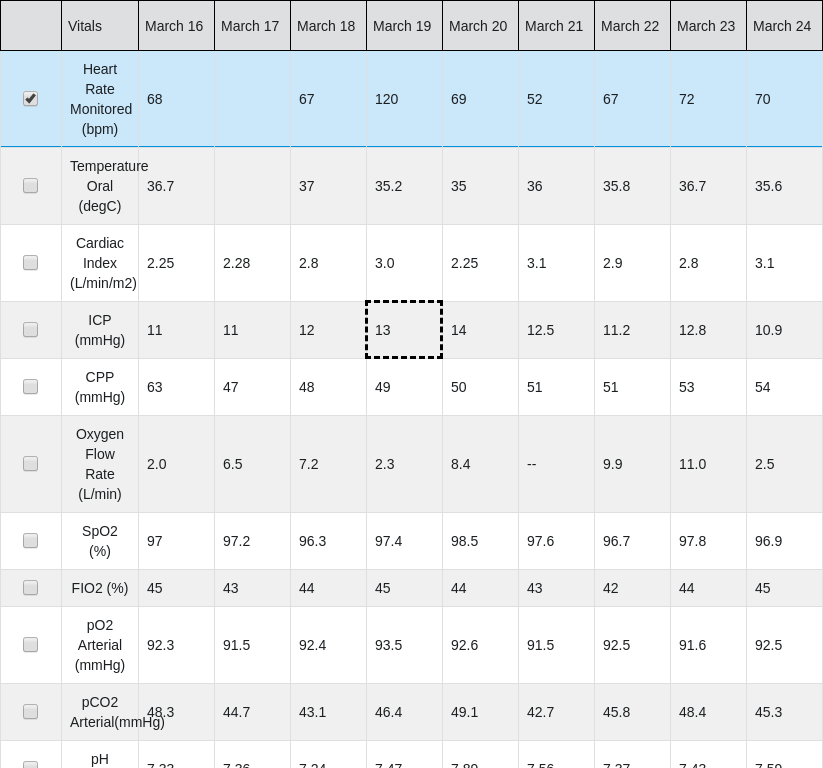 Vitals March 16 March 17 March 18 March 19 March 20 March 21 March 22 March 23 March 24
Heart
Rate
Monitored
(bpm)
68 67 120 69 52 67 72 70
Temperature
Oral
(degC)
36.7 37 35.2 35 36 35.8 36.7 35.6
Cardiac
Index
(L/min/m2)
2.25 2.28 2.8 3.0 2.25 3.1 2.9 2.8 3.1
ICP
(mmHg)
11 11 12 13 14 12.5 11.2 12.8 10.9
CPP
(mmHg)
63 47 48 49 50 51 51 53 54
Oxygen
Flow
Rate
(L/min)
2.0 6.5 7.2 2.3 8.4 -- 9.9 11.0 2.5
SpO2
(%)
97 97.2 96.3 97.4 98.5 97.6 96.7 97.8 96.9
FIO2 (%) 45 43 44 45 44 43 42 44 45
pO2
Arterial
(mmHg)
92.3 91.5 92.4 93.5 92.6 91.5 92.5 91.6 92.5
pCO2
Arterial(mmHg)
48.3 44.7 43.1 46.4 49.1 42.7 45.8 48.4 45.3
pH